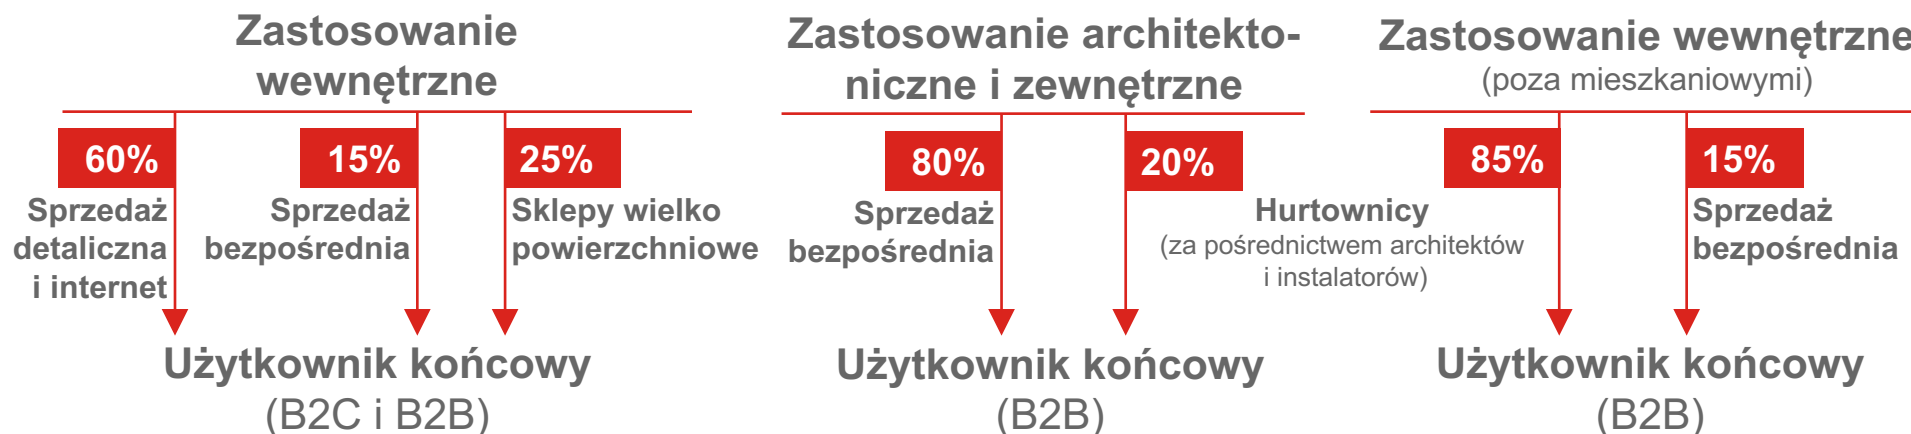 Zastosowanie
wewnętrzne
60%
Sprzedaż
detaliczna
i internet
15%
Sprzedaż
bezpośrednia
25%
Sklepy wielko
powierzchniowe
Użytkownik końcowy
(B2C i B2B)
Zastosowanie architekto-
niczne i zewnętrzne
80%
Sprzedaż
bezpośrednia
20%
Hurtownicy
(za pośrednictwem architektów
i instalatorów)
Użytkownik końcowy
(B2B)
Zastosowanie wewnętrzne
(poza mieszkaniowymi)
85%
15%
Sprzedaż
bezpośrednia
Użytkownik końcowy
(B2B)